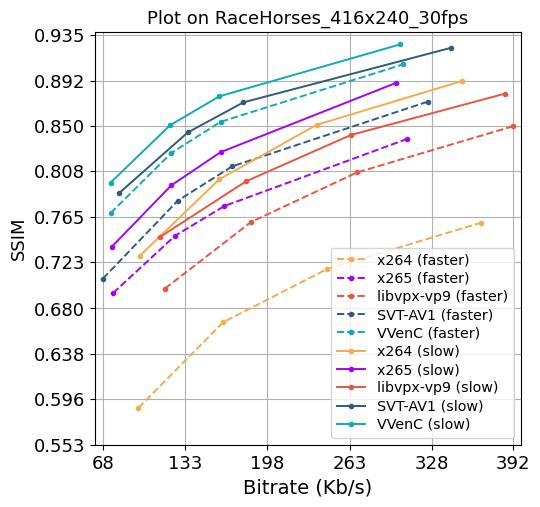 Plot on RaceHorses_416x240_30fps
0.935
0.892
0.850
0.808
0.765
0.723
0.680
0.638
0.596
0.553
SSIM
x264 (faster)
x265 (faster)
libvpx-vp9 (faster)
SVT-AV1 (faster)
VVenC (faster)
x264 (slow)
x265 (slow)
libvpx-vp9 (slow)
SVT-AV1 (slow)
VVenC (slow)
68 133 198 263 328 392
Bitrate (Kb/s)